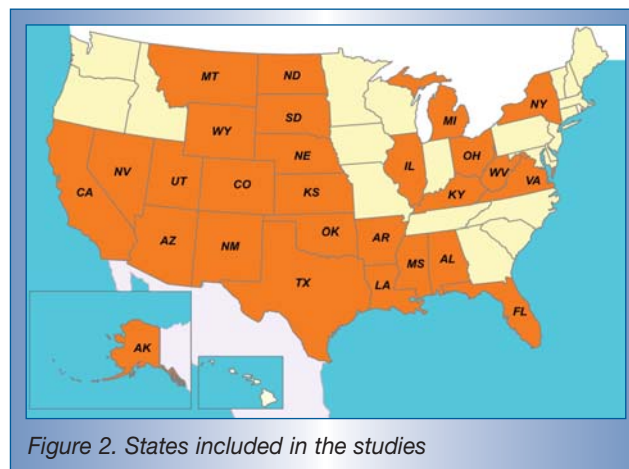 MT
ND
SD
WY
NE
NV
UT
CO
KS
CA
AZ
NM
OK
TX
AR
LA
MS
AL
FL
IL
MI
OH
KY
WV
VA
NY
AK
Figure 2. States included in the studies